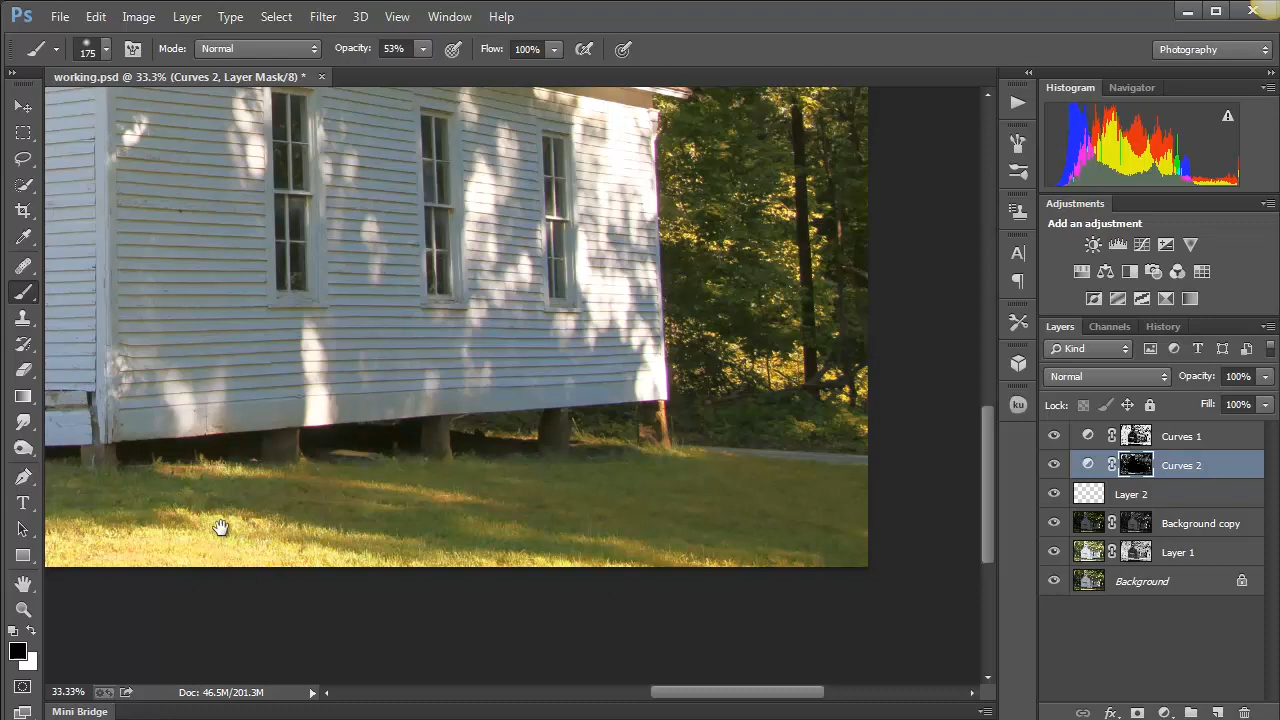 Ps File Edit Image Layer Type Select Filter 3D View Window Help
175 Mode: Normal Opacity: 53% Flow: 100% Photography
working.psd @ 33.3% (Curves 2, Layer Mask/8) * ×
Histogram Navigator
Adjustments
Add an adjustment
Layers Channels History
Kind
Normal Opacity: 100%
Lock: Fill: 100%
Curves 1
Curves 2
Layer 2
Background copy
Layer 1
Background
ku
33.33% Doc: 46.5M/201.3M
Mini Bridge